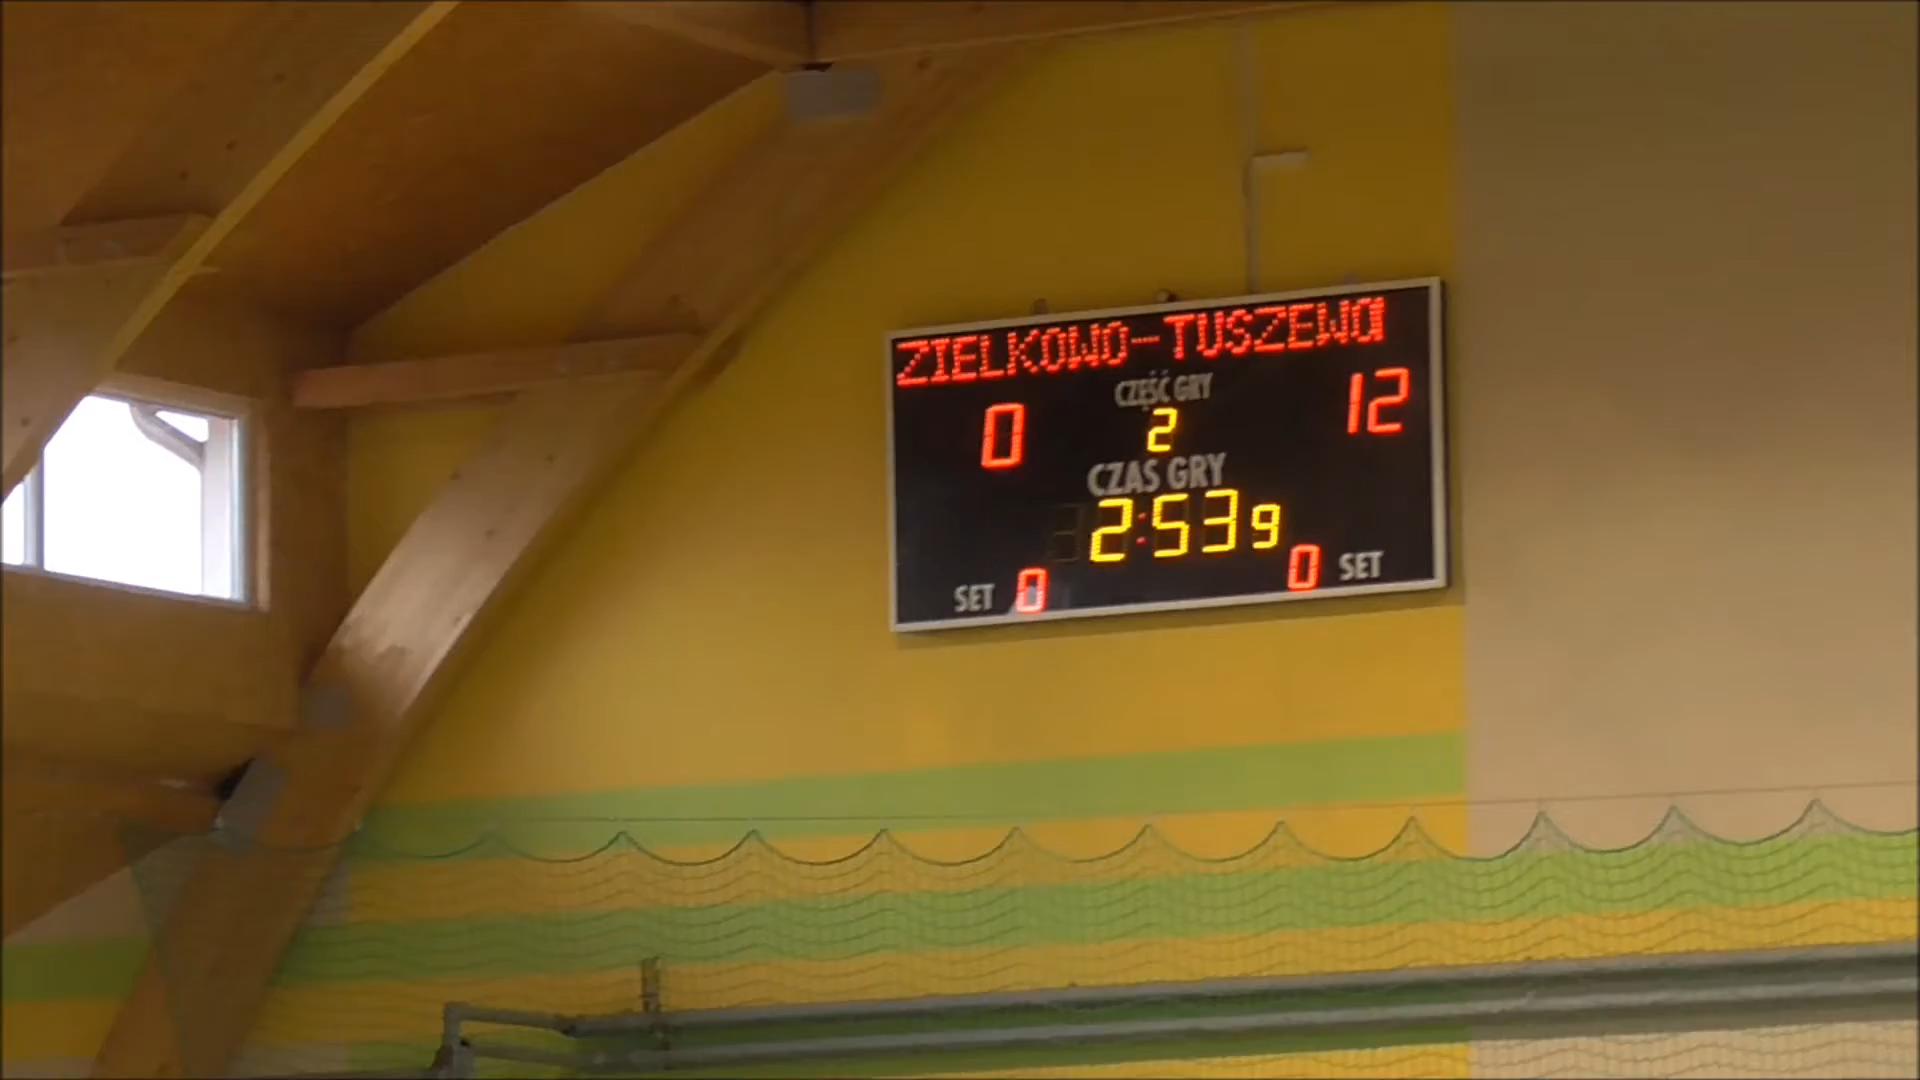 ZIELKOWO-TUSZEWO
CZĘŚĆ GRY
0 2 12
CZAS GRY
2:53 9
SET 0 0 SET